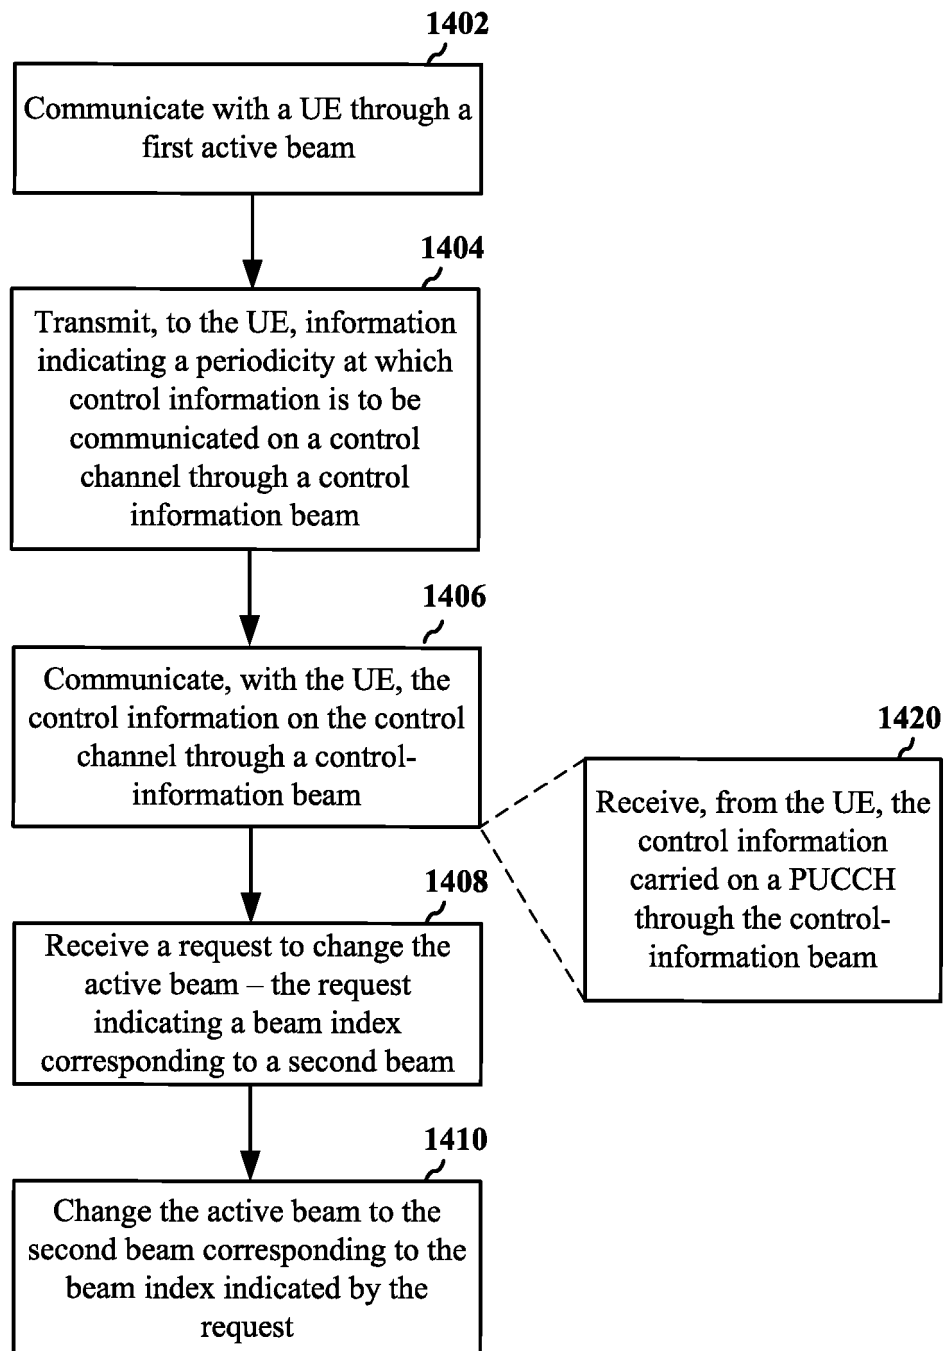 1402
Communicate with a UE through a
first active beam
1404
Transmit, to the UE, information
indicating a periodicity at which
control information is to be
communicated on a control
channel through a control
information beam
1406
Communicate, with the UE, the
control information on the control
channel through a control-
information beam
1420
Receive, from the UE, the
control information
carried on a PUCCH
through the control-
information beam
1408
Receive a request to change the
active beam – the request
indicating a beam index
corresponding to a second beam
1410
Change the active beam to the
second beam corresponding to the
beam index indicated by the
request